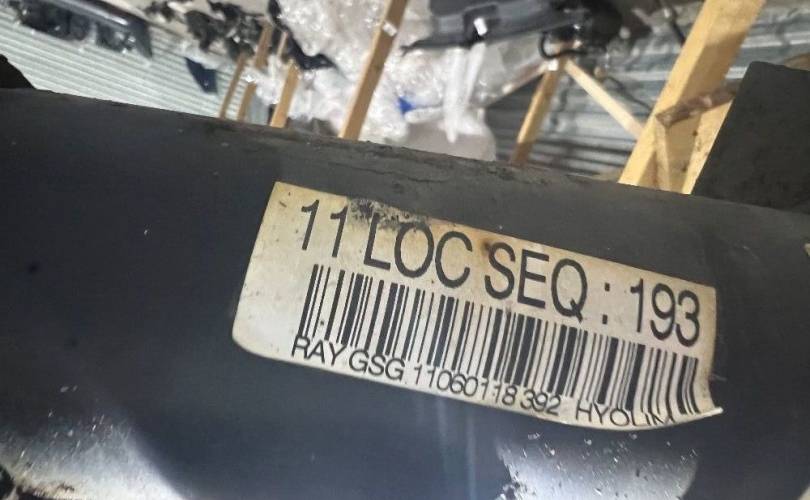 11 LOC SEQ : 193
RAY GSG 11060118 392 HYOLIM